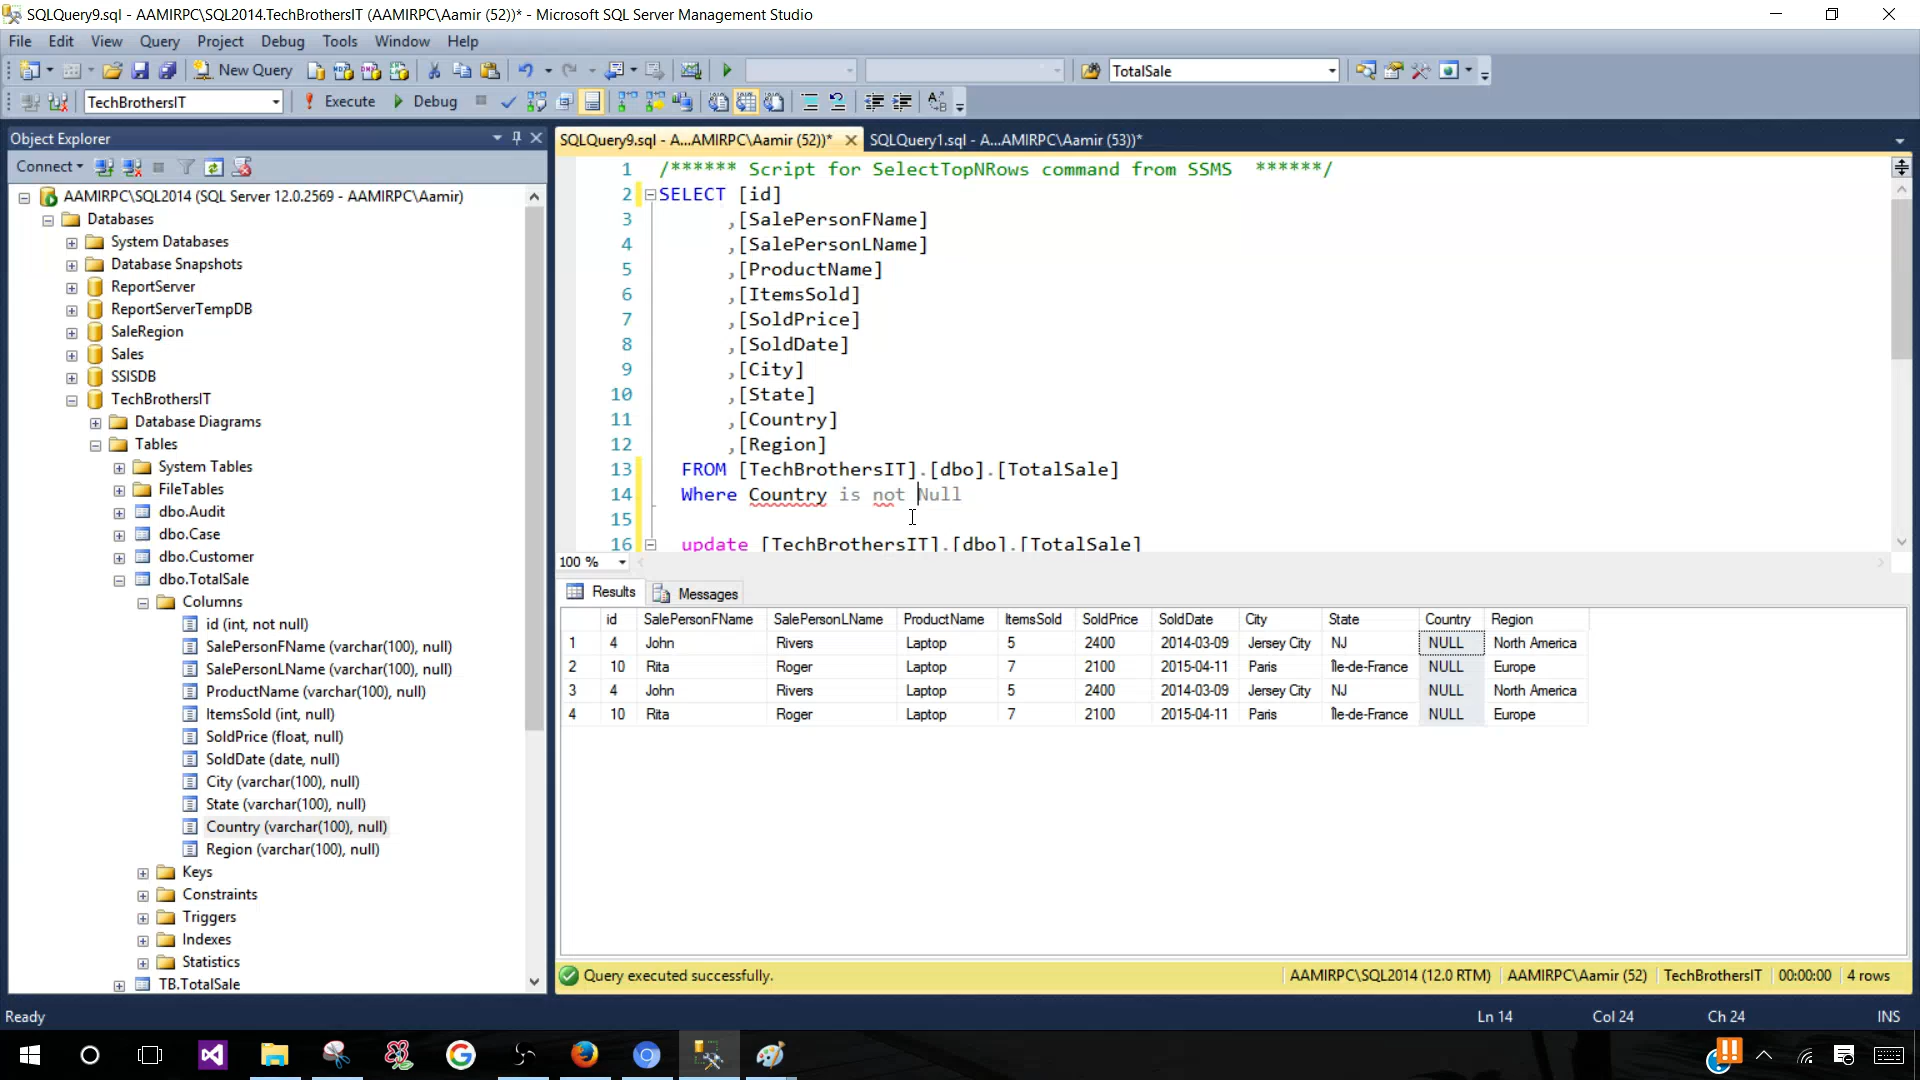 SQLQuery9.sql - AAMIRPC\SQL2014.TechBrothersIT (AAMIRPC\Aamir (52))* - Microsoft SQL Server Management Studio
File Edit View Query Project Debug Tools Window Help
New Query TotalSale
TechBrothersIT Execute Debug
Object Explorer
Connect
AAMIRPC\SQL2014 (SQL Server 12.0.2569 - AAMIRPC\Aamir)
Databases
System Databases
Database Snapshots
ReportServer
ReportServerTempDB
SaleRegion
Sales
SSISDB
TechBrothersIT
Database Diagrams
Tables
System Tables
FileTables
dbo.Audit
dbo.Case
dbo.Customer
dbo.TotalSale
Columns
id (int, not null)
SalePersonFName (varchar(100), null)
SalePersonLName (varchar(100), null)
ProductName (varchar(100), null)
ItemsSold (int, null)
SoldPrice (float, null)
SoldDate (date, null)
City (varchar(100), null)
State (varchar(100), null)
Country (varchar(100), null)
Region (varchar(100), null)
Keys
Constraints
Triggers
Indexes
Statistics
TB.TotalSale
SQLQuery9.sql - A...AMIRPC\Aamir (52))* SQLQuery1.sql - A...AMIRPC\Aamir (53))*
1 /****** Script for SelectTopNRows command from SSMS ******/
2 SELECT [id]
3 ,[SalePersonFName]
4 ,[SalePersonLName]
5 ,[ProductName]
6 ,[ItemsSold]
7 ,[SoldPrice]
8 ,[SoldDate]
9 ,[City]
10 ,[State]
11 ,[Country]
12 ,[Region]
13 FROM [TechBrothersIT].[dbo].[TotalSale]
14 Where Country is not Null
15
16 update [TechBrothersIT].[dbo].[TotalSale]
100 %
Results Messages
id SalePersonFName SalePersonLName ProductName ItemsSold SoldPrice SoldDate City State Country Region
1 4 John Rivers Laptop 5 2400 2014-03-09 Jersey City NJ NULL North America
2 10 Rita Roger Laptop 7 2100 2015-04-11 Paris Île-de-France NULL Europe
3 4 John Rivers Laptop 5 2400 2014-03-09 Jersey City NJ NULL North America
4 10 Rita Roger Laptop 7 2100 2015-04-11 Paris Île-de-France NULL Europe
Query executed successfully. AAMIRPC\SQL2014 (12.0 RTM) AAMIRPC\Aamir (52) TechBrothersIT 00:00:00 4 rows
Ready Ln 14 Col 24 Ch 24 INS